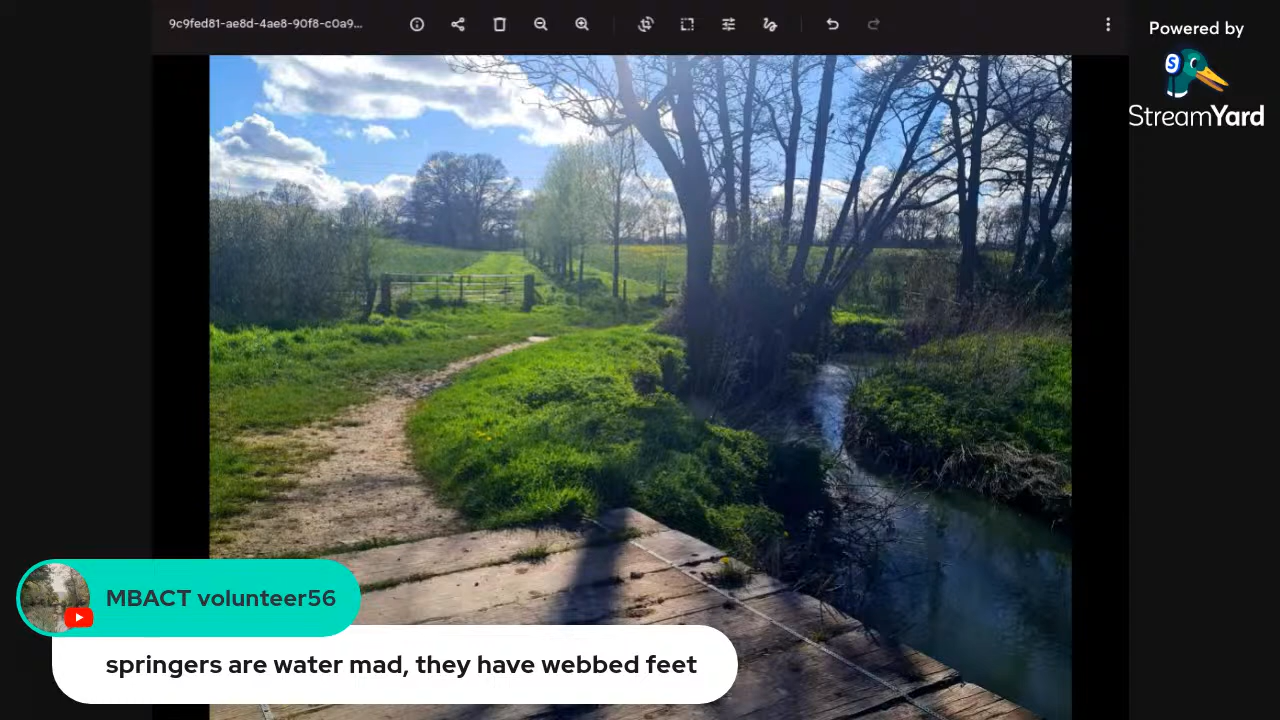 9c9fed81-ae8d-4ae8-90f8-c0a9...
Powered by
S
StreamYard
MBACT volunteer56
springers are water mad, they have webbed feet